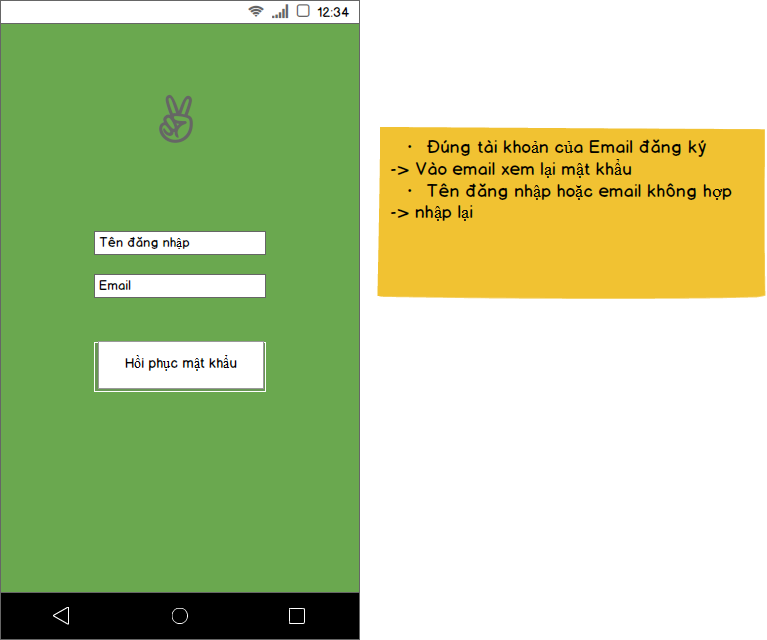 12:34
Tên đăng nhập
Email
Hồi phục mật khẩu
• Đúng tài khoản của Email đăng ký
-> Vào email xem lại mật khẩu
• Tên đăng nhập hoặc email không hợp
-> nhập lại